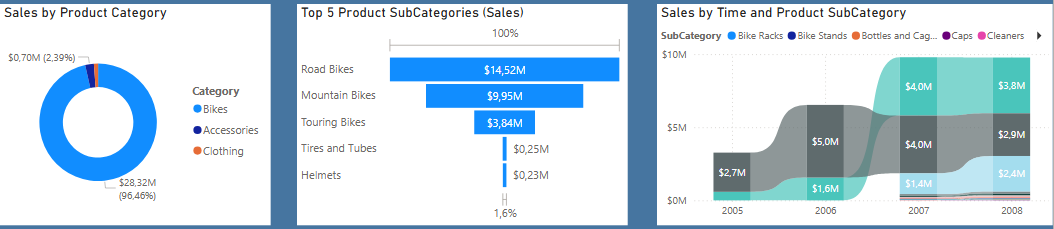 Sales by Product Category
$0,70M (2,39%)
Category
Bikes
Accessories
Clothing
$28,32M
(96,46%)
Top 5 Product SubCategories (Sales)
100%
Road Bikes $14,52M
Mountain Bikes $9,95M
Touring Bikes $3,84M
Tires and Tubes $0,25M
Helmets $0,23M
1,6%
Sales by Time and Product SubCategory
SubCategory Bike Racks Bike Stands Bottles and Cag... Caps Cleaners
$10M
$4,0M $3,8M
$5M
$5,0M $4,0M $2,9M
$2,7M $1,6M $1,4M $2,4M
$0M
2005 2006 2007 2008